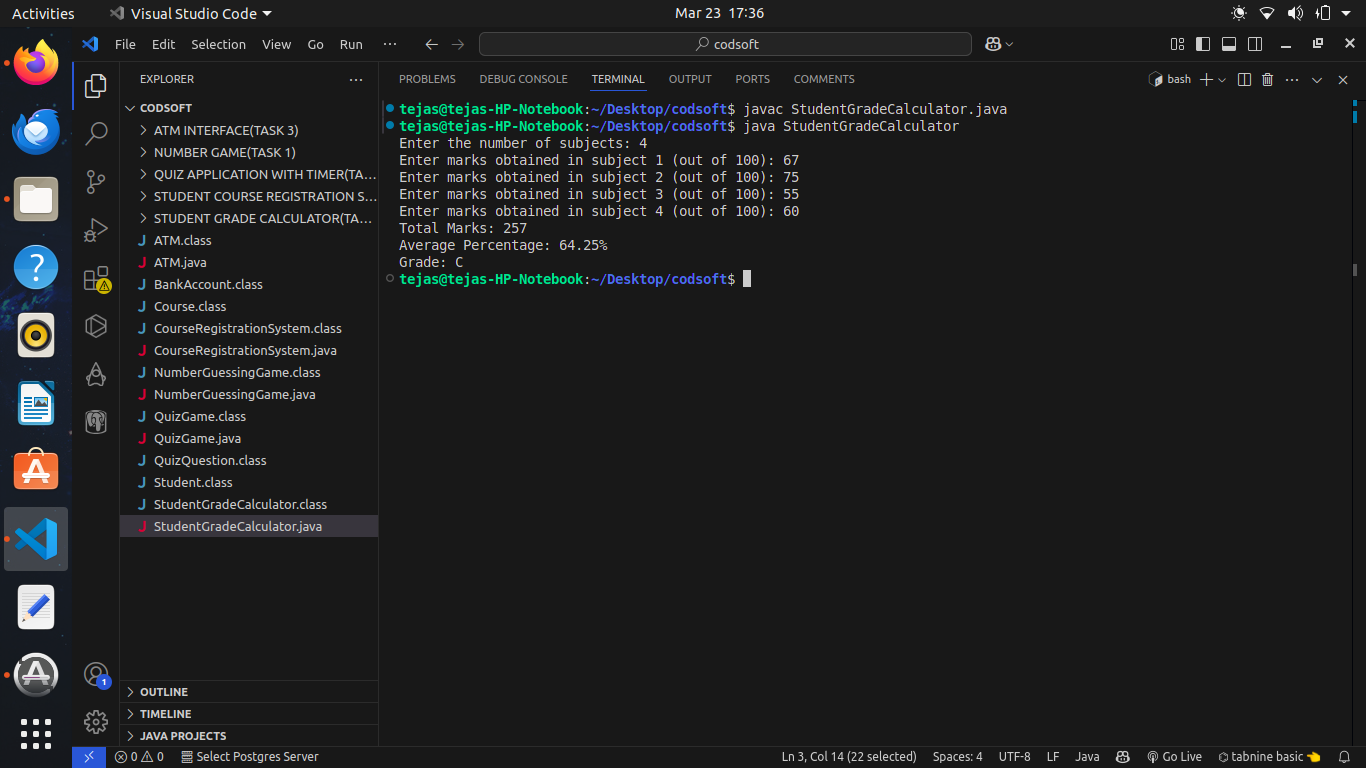 Activities
Visual Studio Code
Mar 23 17:36
File Edit Selection View Go Run ···
codsoft
EXPLORER
CODSOFT
ATM INTERFACE(TASK 3)
NUMBER GAME(TASK 1)
QUIZ APPLICATION WITH TIMER(TA...
STUDENT COURSE REGISTRATION S...
STUDENT GRADE CALCULATOR(TA...
ATM.class
ATM.java
BankAccount.class
Course.class
CourseRegistrationSystem.class
CourseRegistrationSystem.java
NumberGuessingGame.class
NumberGuessingGame.java
QuizGame.class
QuizGame.java
QuizQuestion.class
Student.class
StudentGradeCalculator.class
StudentGradeCalculator.java
OUTLINE
TIMELINE
JAVA PROJECTS
PROBLEMS DEBUG CONSOLE TERMINAL OUTPUT PORTS COMMENTS
bash
tejas@tejas-HP-Notebook:~/Desktop/codsoft$ javac StudentGradeCalculator.java
tejas@tejas-HP-Notebook:~/Desktop/codsoft$ java StudentGradeCalculator
Enter the number of subjects: 4
Enter marks obtained in subject 1 (out of 100): 67
Enter marks obtained in subject 2 (out of 100): 75
Enter marks obtained in subject 3 (out of 100): 55
Enter marks obtained in subject 4 (out of 100): 60
Total Marks: 257
Average Percentage: 64.25%
Grade: C
tejas@tejas-HP-Notebook:~/Desktop/codsoft$
1
0 0 Select Postgres Server
Ln 3, Col 14 (22 selected) Spaces: 4 UTF-8 LF Java Go Live tabnine basic